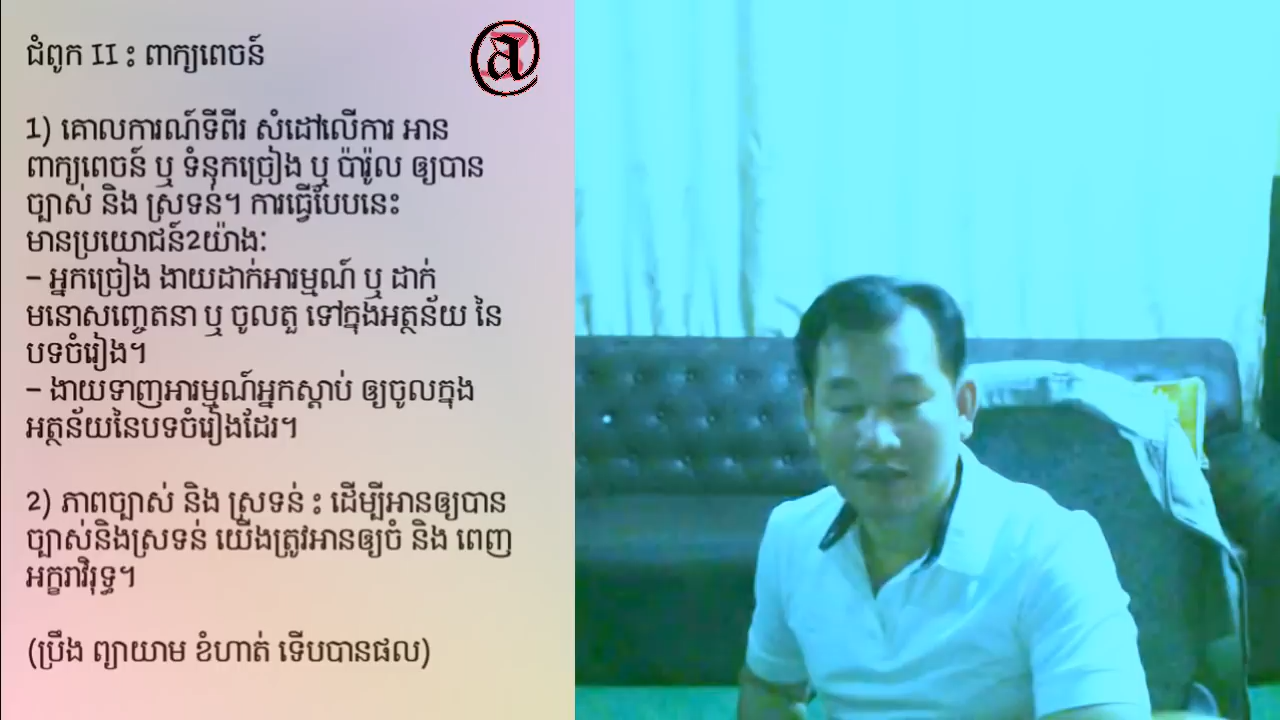 ជំពូក II ៖ ពាក្យពេចន៍
@
1) គោលការណ៍ទីពីរ សំដៅលើការ អាន
ពាក្យពេចន៍ ឬ ទំនុកច្រៀង ឬ ប៉ារ៉ូល ឲ្យបាន
ច្បាស់ និង ស្រទន់។ ការធ្វើបែបនេះ
មានប្រយោជន៍2យ៉ាង:
– អ្នកច្រៀង ងាយដាក់អារម្មណ៍ ឬ ដាក់
មនោសញ្ចេតនា ឬ ចូលតួ ទៅក្នុងអត្ថន័យ នៃ
បទចំរៀង។
– ងាយទាញអារម្មណ៍អ្នកស្តាប់ ឲ្យចូលក្នុង
អត្ថន័យនៃបទចំរៀងដែរ។
2) ភាពច្បាស់ និង ស្រទន់ ៖ ដើម្បីអានឲ្យបាន
ច្បាស់និងស្រទន់ យើងត្រូវអានឲ្យចំ និង ពេញ
អក្ខរាវិរុទ្ធ។
(ប្រឹង ព្យាយាម ខំហាត់ ទើបបានផល)